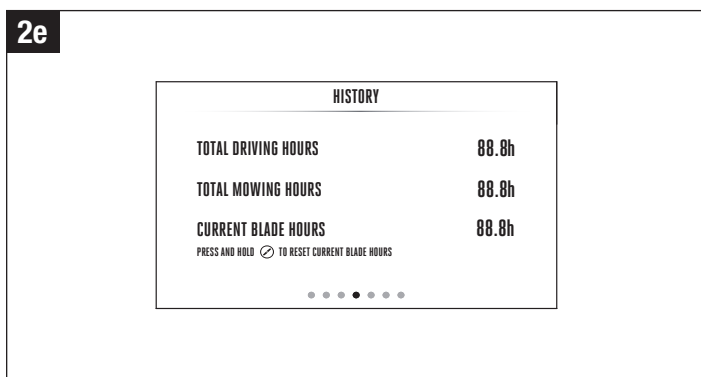 2e
HISTORY
TOTAL DRIVING HOURS 88.8h
TOTAL MOWING HOURS 88.8h
CURRENT BLADE HOURS 88.8h
PRESS AND HOLD TO RESET CURRENT BLADE HOURS